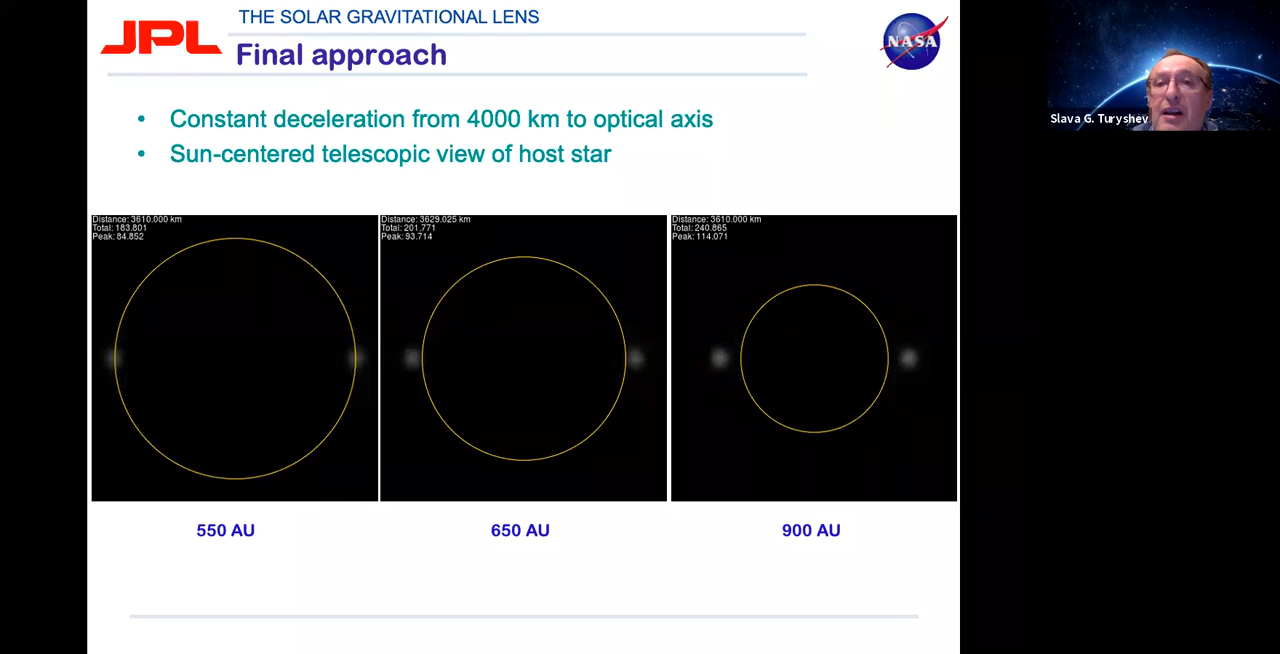 JPL
THE SOLAR GRAVITATIONAL LENS
Final approach
NASA
• Constant deceleration from 4000 km to optical axis
• Sun-centered telescopic view of host star
Distance: 3610.000 km
Total: 183.801
Peak: 84.852
Distance: 3629.025 km
Total: 201.771
Peak: 93.714
Distance: 3610.000 km
Total: 240.865
Peak: 114.071
550 AU
650 AU
900 AU
Slava G. Turyshev